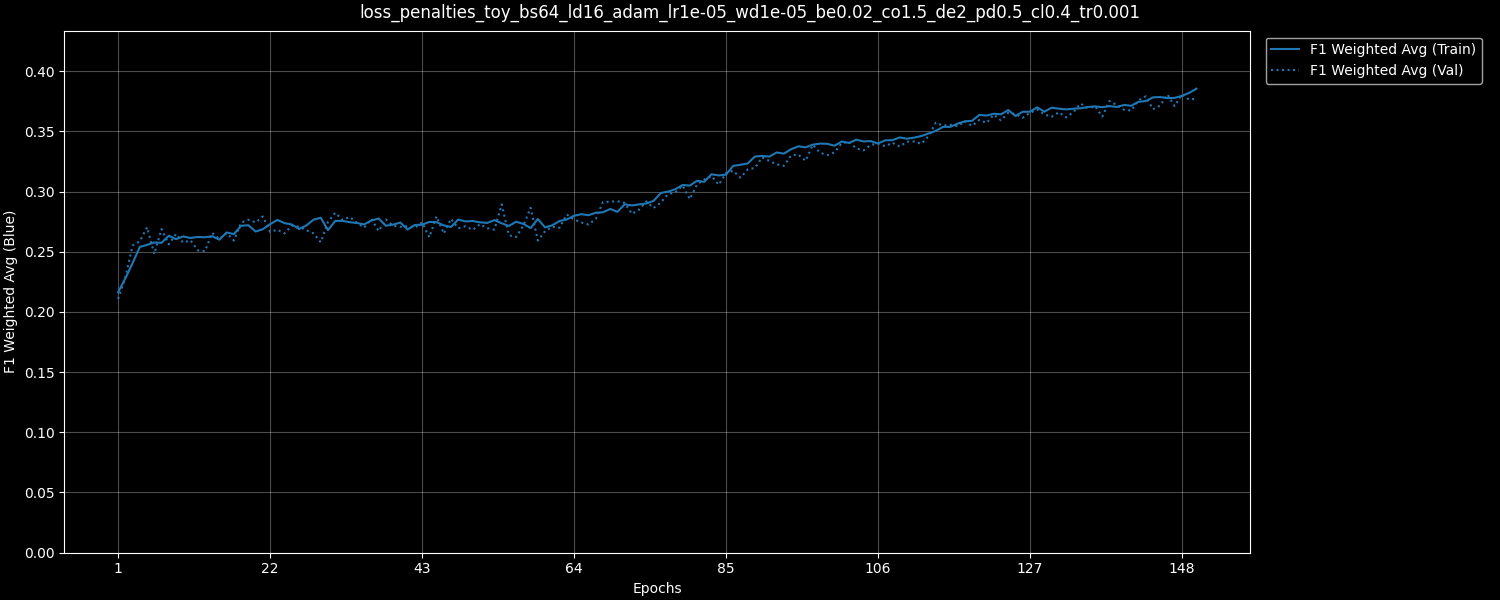 loss_penalties_toy_bs64_ld16_adam_lr1e-05_wd1e-05_be0.02_co1.5_de2_pd0.5_cl0.4_tr0.001
F1 Weighted Avg (Train)
F1 Weighted Avg (Val)
F1 Weighted Avg (Blue)
0.40
0.35
0.30
0.25
0.20
0.15
0.10
0.05
0.00
1 22 43 64 85 106 127 148
Epochs